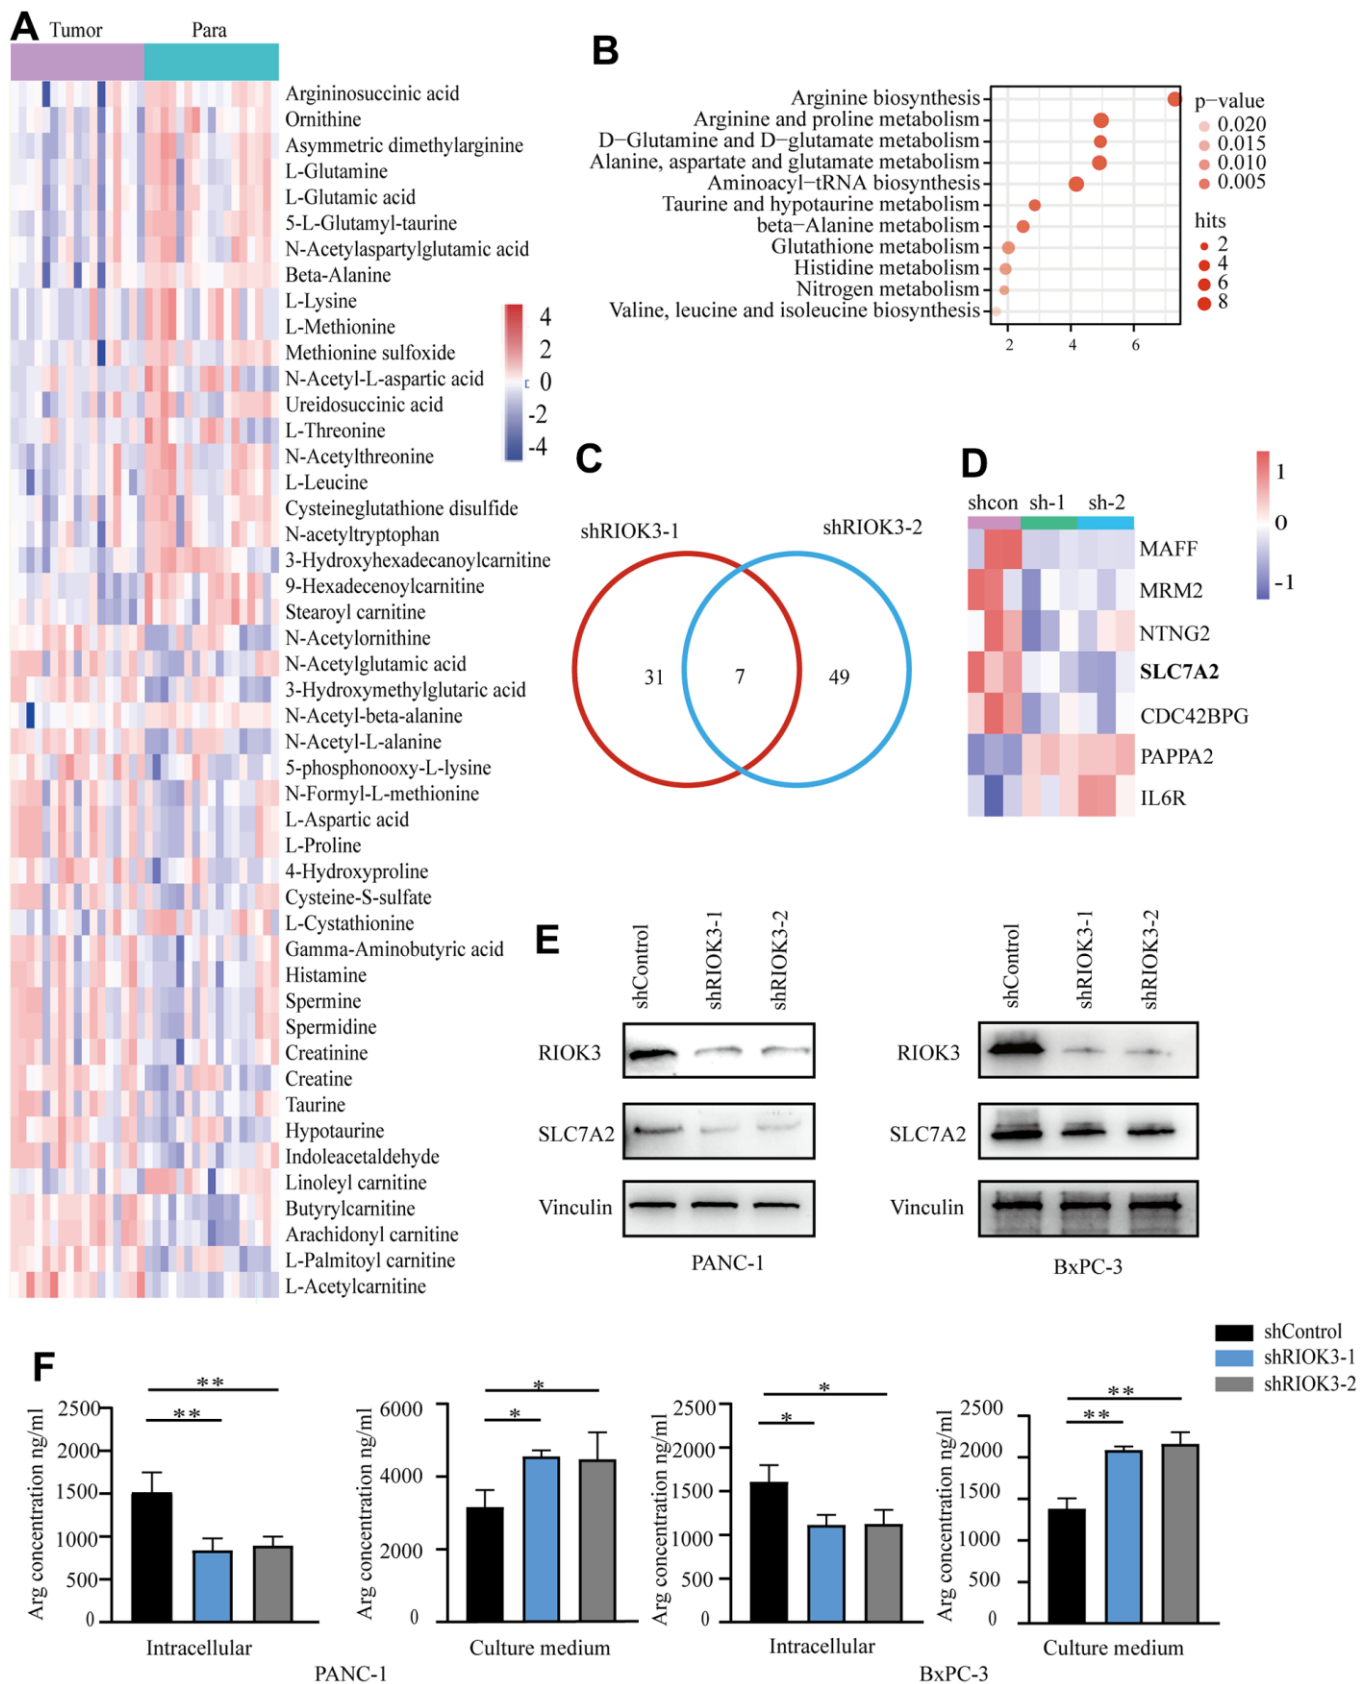 A
Tumor Para
Argininosuccinic acid
Ornithine
Asymmetric dimethylarginine
L-Glutamine
L-Glutamic acid
5-L-Glutamyl-taurine
N-Acetylaspartylglutamic acid
Beta-Alanine
L-Lysine
L-Methionine
Methionine sulfoxide
N-Acetyl-L-aspartic acid
Ureidosuccinic acid
L-Threonine
N-Acetylthreonine
L-Leucine
Cysteineglutathione disulfide
N-acetyltryptophan
3-Hydroxyhexadecanoylcarnitine
9-Hexadecenoylcarnitine
Stearoyl carnitine
N-Acetylornithine
N-Acetylglutamic acid
3-Hydroxymethylglutaric acid
N-Acetyl-beta-alanine
N-Acetyl-L-alanine
5-phosphonooxy-L-lysine
N-Formyl-L-methionine
L-Aspartic acid
L-Proline
4-Hydroxyproline
Cysteine-S-sulfate
L-Cystathionine
Gamma-Aminobutyric acid
Histamine
Spermine
Spermidine
Creatinine
Creatine
Taurine
Hypotaurine
Indoleacetaldehyde
Linoleyl carnitine
Butyrylcarnitine
Arachidonyl carnitine
L-Palmitoyl carnitine
L-Acetylcarnitine
4
2
0
-2
-4
B
Arginine biosynthesis
Arginine and proline metabolism
D−Glutamine and D−glutamate metabolism
Alanine, aspartate and glutamate metabolism
Aminoacyl−tRNA biosynthesis
Taurine and hypotaurine metabolism
beta−Alanine metabolism
Glutathione metabolism
Histidine metabolism
Nitrogen metabolism
Valine, leucine and isoleucine biosynthesis
2 4 6
p−value
0.020
0.015
0.010
0.005
hits
2
4
6
8
C
shRIOK3-1 shRIOK3-2
31 7 49
D
shcon sh-1 sh-2
MAFF
MRM2
NTNG2
SLC7A2
CDC42BPG
PAPPA2
IL6R
1
0
-1
E
shControl shRIOK3-1 shRIOK3-2
RIOK3
SLC7A2
Vinculin
PANC-1
shControl shRIOK3-1 shRIOK3-2
RIOK3
SLC7A2
Vinculin
BxPC-3
F
shControl
shRIOK3-1
shRIOK3-2
Arg concentration ng/ml
2500
2000
1500
1000
500
0
**
**
Intracellular
Arg concentration ng/ml
6000
4000
2000
0
*
*
Culture medium
PANC-1
Arg concentration ng/ml
2500
2000
1500
1000
500
0
*
*
Intracellular
Arg concentration ng/ml
2500
2000
1500
1000
500
0
**
**
Culture medium
BxPC-3